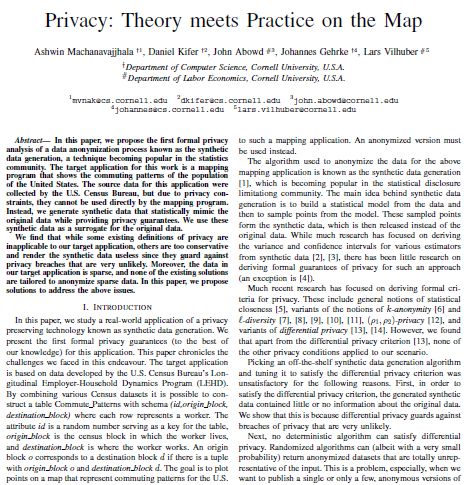 Privacy: Theory meets Practice on the Map
Ashwin Machanavajjhala †1, Daniel Kifer †2, John Abowd #3, Johannes Gehrke †4, Lars Vilhuber #5
†Department of Computer Science, Cornell University, U.S.A.
#Department of Labor Economics, Cornell University, U.S.A.
1mvnak@cs.cornell.edu 2dkifer@cs.cornell.edu 3john.abowd@cornell.edu
4johannes@cs.cornell.edu 5lars.vilhuber@cornell.edu
Abstract— In this paper, we propose the first formal privacy
analysis of a data anonymization process known as the synthetic
data generation, a technique becoming popular in the statistics
community. The target application for this work is a mapping
program that shows the commuting patterns of the population
of the United States. The source data for this application were
collected by the U.S. Census Bureau, but due to privacy con-
straints, they cannot be used directly by the mapping program.
Instead, we generate synthetic data that statistically mimic the
original data while providing privacy guarantees. We use these
synthetic data as a surrogate for the original data.
We find that while some existing definitions of privacy are
inapplicable to our target application, others are too conservative
and render the synthetic data useless since they guard against
privacy breaches that are very unlikely. Moreover, the data in
our target application is sparse, and none of the existing solutions
are tailored to anonymize sparse data. In this paper, we propose
solutions to address the above issues.
I. INTRODUCTION
In this paper, we study a real-world application of a privacy
preserving technology known as synthetic data generation. We
present the first formal privacy guarantees (to the best of
our knowledge) for this application. This paper chronicles the
challenges we faced in this endeavour. The target application
is based on data developed by the U.S. Census Bureau's Lon-
gitudinal Employer-Household Dynamics Program (LEHD).
By combining various Census datasets it is possible to con-
struct a table Commute_Patterns with schema (id,origin_block,
destination_block) where each row represents a worker. The
attribute id is a random number serving as a key for the table,
origin_block is the census block in which the worker lives,
and destination_block is where the worker works. An origin
block o corresponds to a destination block d if there is a tuple
with origin_block o and destination_block d. The goal is to plot
points on a map that represent commuting patterns for the U.S.
to such a mapping application. An anonymized version must
be used instead.
The algorithm used to anonymize the data for the above
mapping application is known as the synthetic data generation
[1], which is becoming popular in the statistical disclosure
limitation community. The main idea behind synthetic data
generation is to build a statistical model from the data and
then to sample points from the model. These sampled points
form the synthetic data, which is then released instead of the
original data. While much research has focused on deriving
the variance and confidence intervals for various estimators
from synthetic data [2], [3], there has been little research on
deriving formal guarantees of privacy for such an approach
(an exception is [4]).
Much recent research has focused on deriving formal cri-
teria for privacy. These include general notions of statistical
closeness [5], variants of the notions of k-anonymity [6] and
ℓ-diversity [7], [8], [9], [10], [11], (ρ1, ρ2)-privacy [12], and
variants of differential privacy [13], [14]. However, we found
that apart from the differential privacy criterion [13], none of
the other privacy conditions applied to our scenario.
Picking an off-the-shelf synthetic data generation algorithm
and tuning it to satisfy the differential privacy criterion was
unsatisfactory for the following reasons. First, in order to
satisfy the differential privacy criterion, the generated synthetic
data contained little or no information about the original data.
We show that this is because differential privacy guards against
breaches of privacy that are very unlikely.
Next, no deterministic algorithm can satisfy differential
privacy. Randomized algorithms can (albeit with a very small
probability) return anonymized datasets that are totally unrep-
resentative of the input. This is a problem, especially, when we
want to publish a single or only a few, anonymous versions of